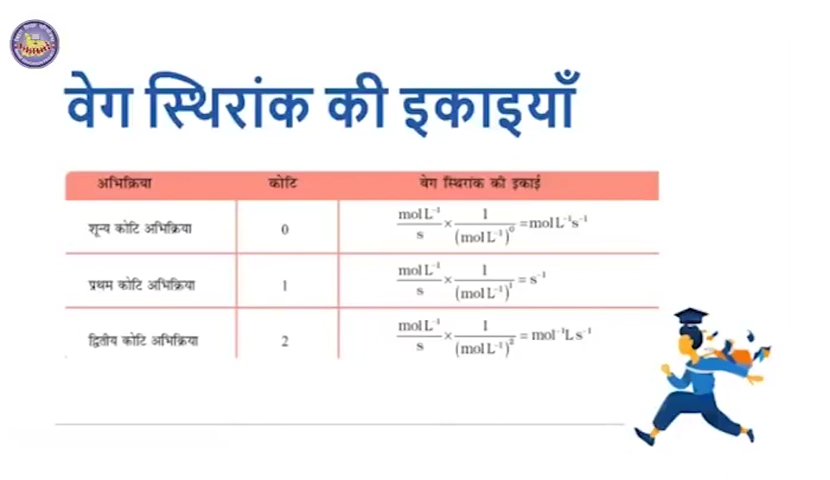 वेग स्थिरांक की इकाइयाँ
अभिक्रिया कोटि वेग स्थिरांक की इकाई
शून्य कोटि अभिक्रिया 0 mol L⁻¹/s × 1/(mol L⁻¹)⁰ = mol L⁻¹s⁻¹
प्रथम कोटि अभिक्रिया 1 mol L⁻¹/s × 1/(mol L⁻¹)¹ = s⁻¹
द्वितीय कोटि अभिक्रिया 2 mol L⁻¹/s × 1/(mol L⁻¹)² = mol⁻¹L s⁻¹